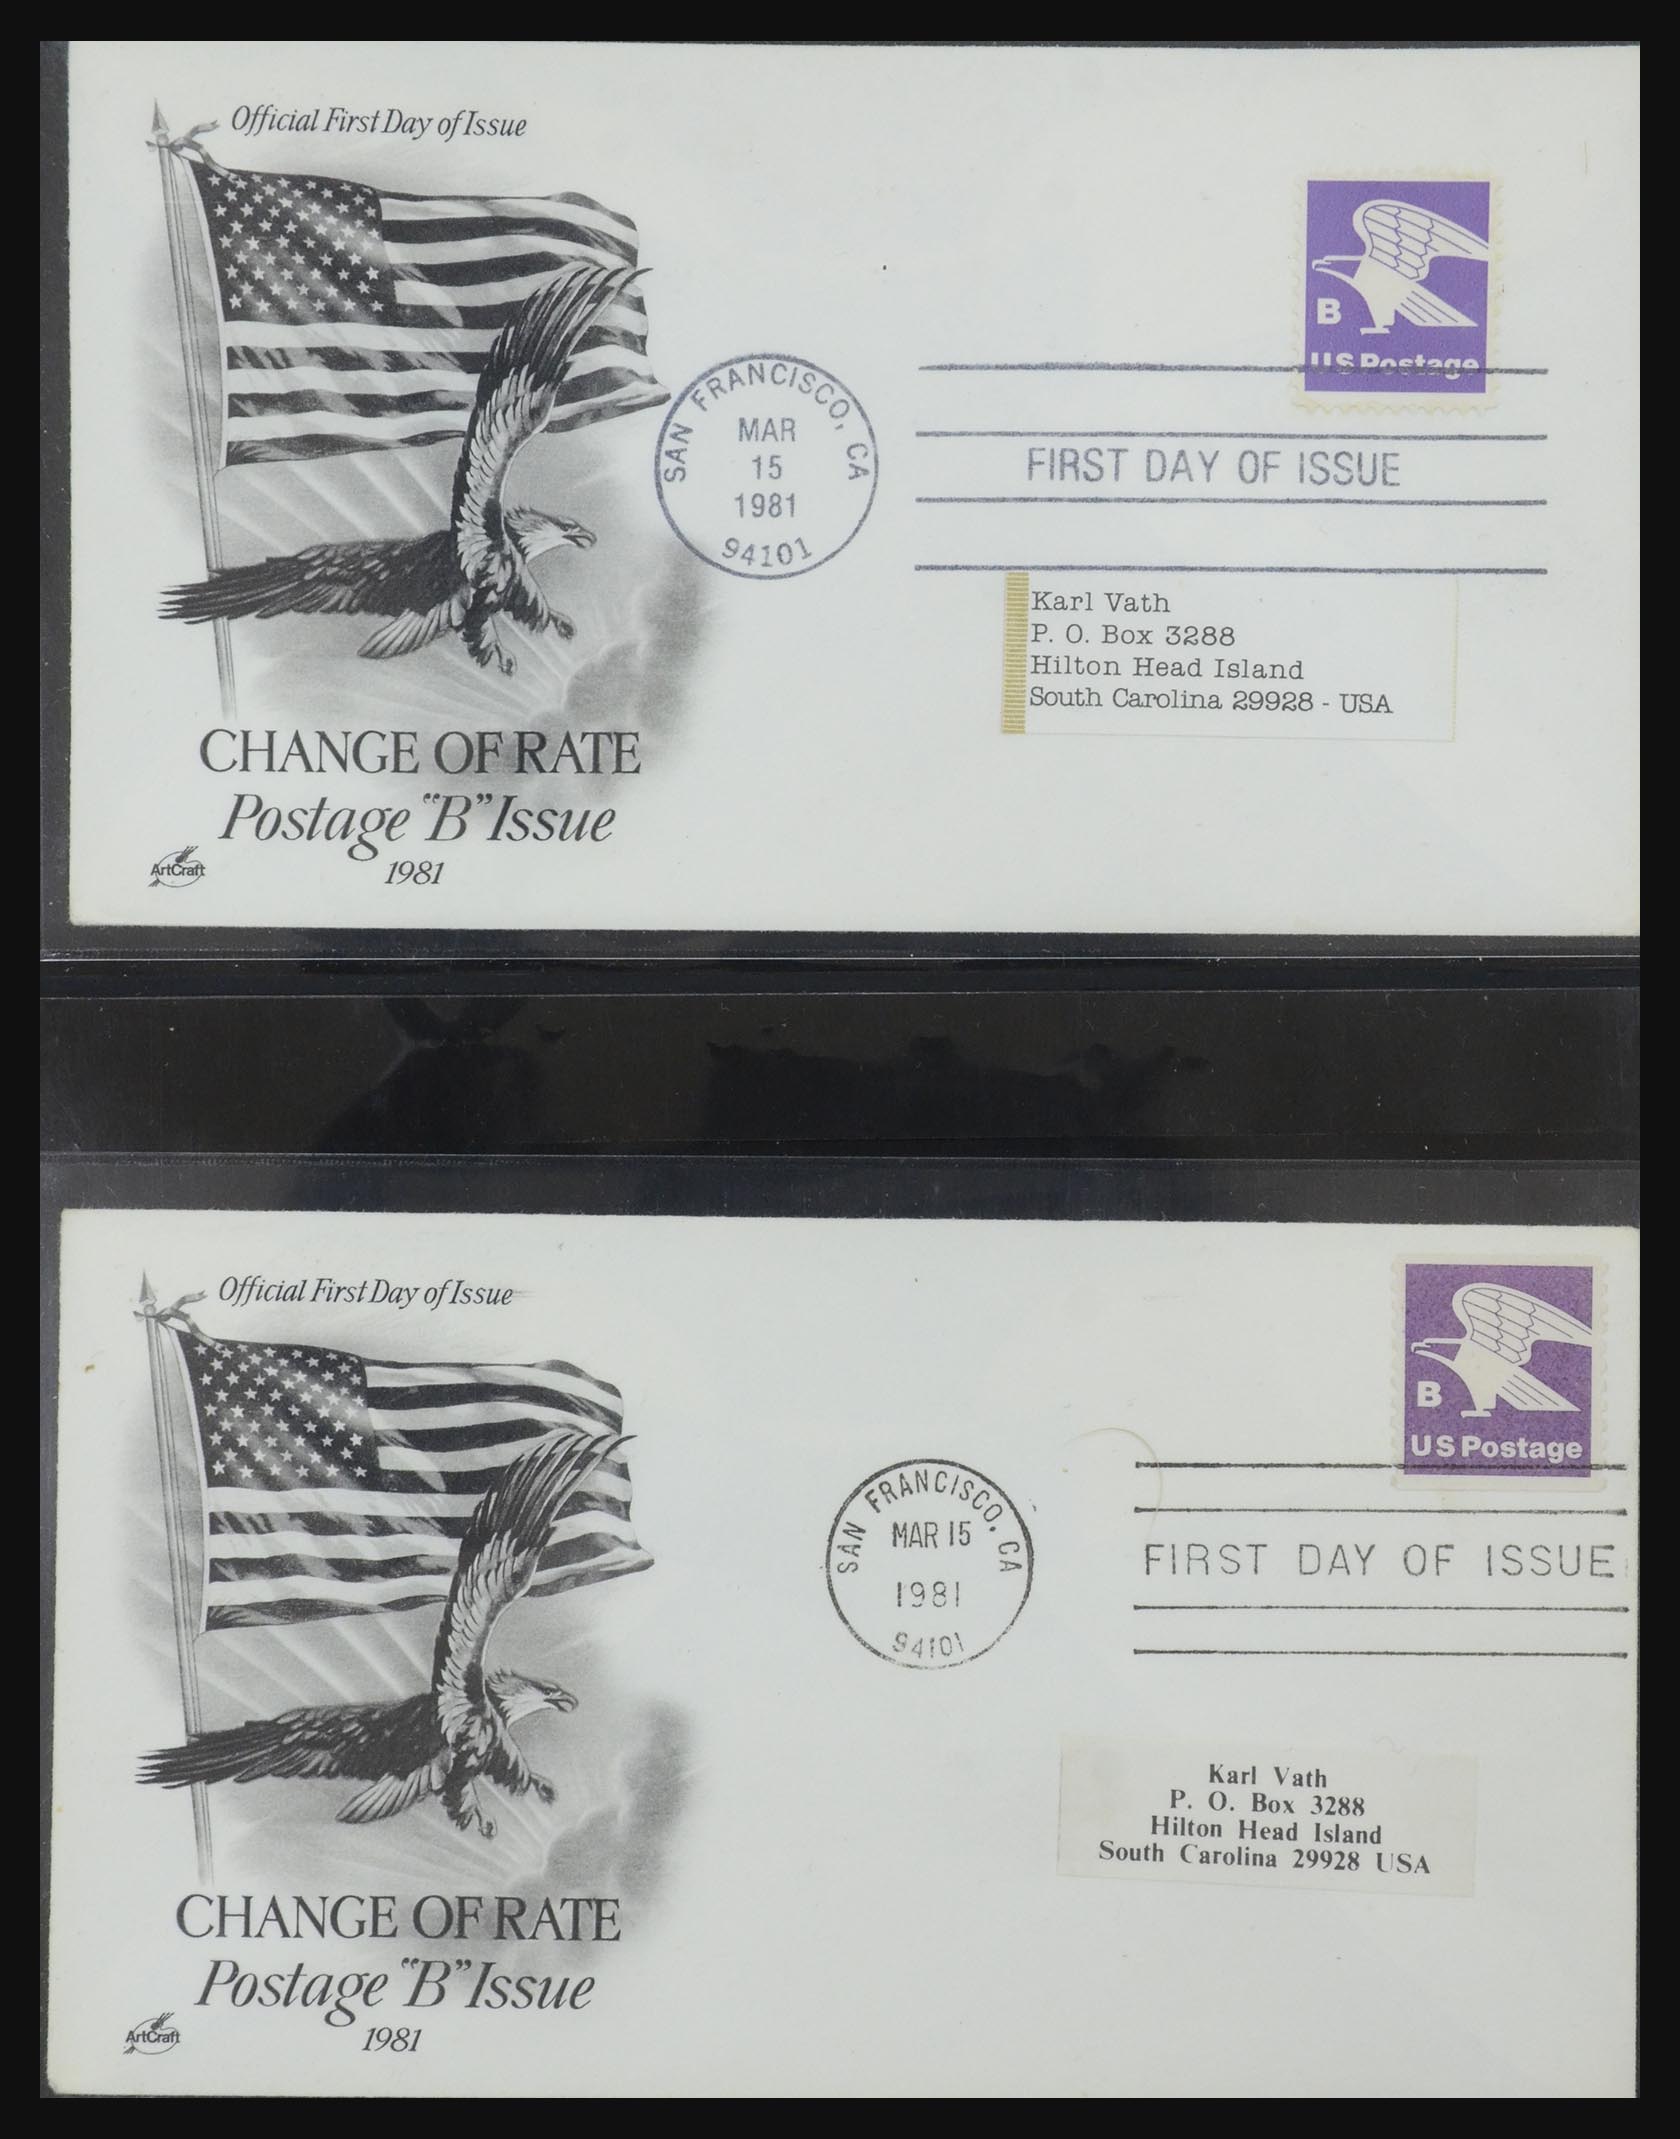 Official First Day of Issue
B
US Postage
SAN FRANCISCO, CA
MAR
15
1981
94101
FIRST DAY OF ISSUE
Karl Vath
P. O. Box 3288
Hilton Head Island
South Carolina 29928 - USA
CHANGE OF RATE
Postage "B" Issue
1981
ArtCraft
Official First Day of Issue
B
US Postage
SAN FRANCISCO, CA
MAR 15
1981
94101
FIRST DAY OF ISSUE
Karl Vath
P. O. Box 3288
Hilton Head Island
South Carolina 29928 USA
CHANGE OF RATE
Postage "B" Issue
1981
ArtCraft